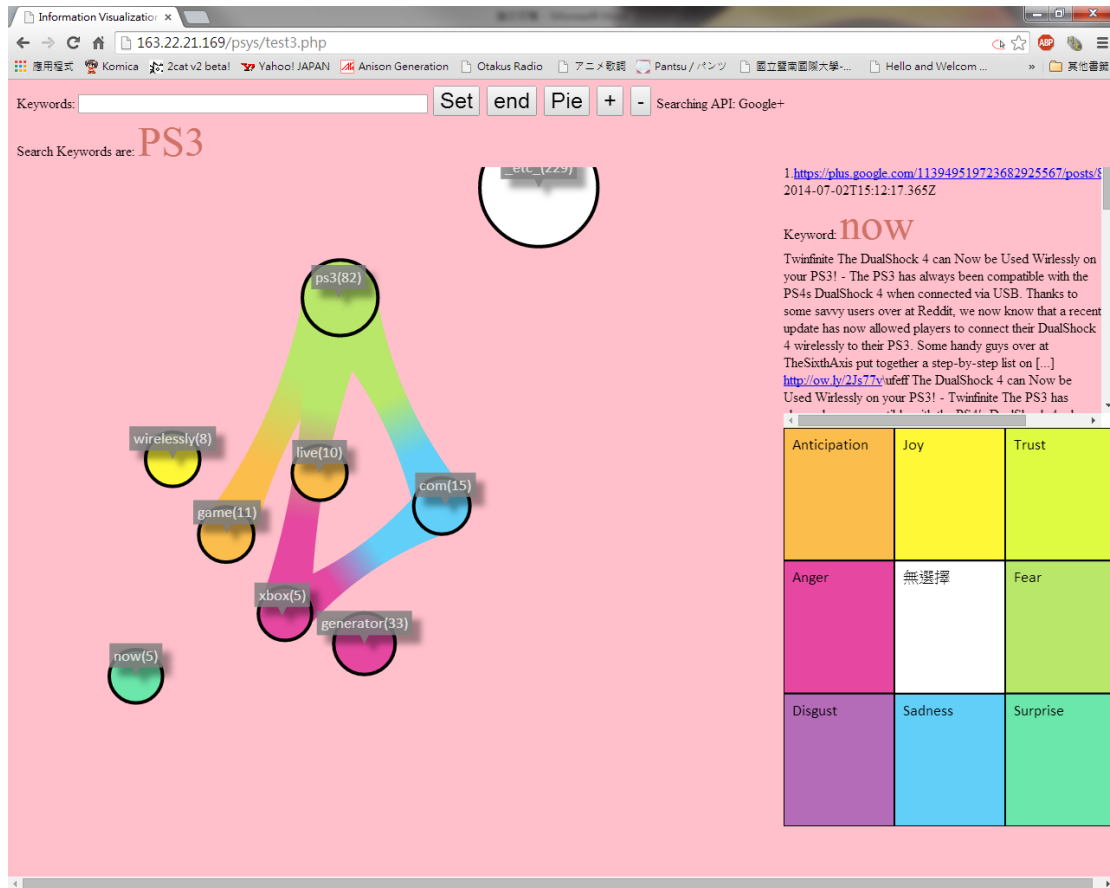 Information Visualization
163.22.21.169/psys/test3.php
ABP
應用程式 Komica 2cat v2 beta! Yahoo! JAPAN Anison Generation Otakus Radio アニメ歌詞 Pantsu / パンツ 國立暨南國際大學-... Hello and Welcom ... » 其他書籤
Keywords: Set end Pie + - Searching API: Google+
Search Keywords are: PS3
_etc_(229)
ps3(82)
wirelessly(8)
live(10)
com(15)
game(11)
xbox(5)
generator(33)
now(5)
1.https://plus.google.com/113949519723682925567/posts/8
2014-07-02T15:12:17.365Z
Keyword: now
Twinfinite The DualShock 4 can Now be Used Wirlessly on
your PS3! - The PS3 has always been compatible with the
PS4s DualShock 4 when connected via USB. Thanks to
some savvy users over at Reddit, we now know that a recent
update has now allowed players to connect their DualShock
4 wirelessly to their PS3. Some handy guys over at
TheSixthAxis put together a step-by-step list on [...]
http://ow.ly/2Js77v\ufeff The DualShock 4 can Now be
Used Wirlessly on your PS3! - Twinfinite The PS3 has
Anticipation Joy Trust
Anger 無選擇 Fear
Disgust Sadness Surprise